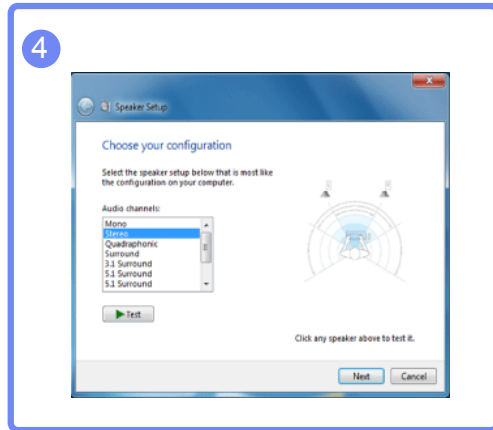 4
Speaker Setup
Choose your configuration
Select the speaker setup below that is most like
the configuration on your computer.
Audio channels:
Mono
Stereo
Quadraphonic
Surround
3.1 Surround
5.1 Surround
5.1 Surround
Test
Click any speaker above to test it.
Next Cancel